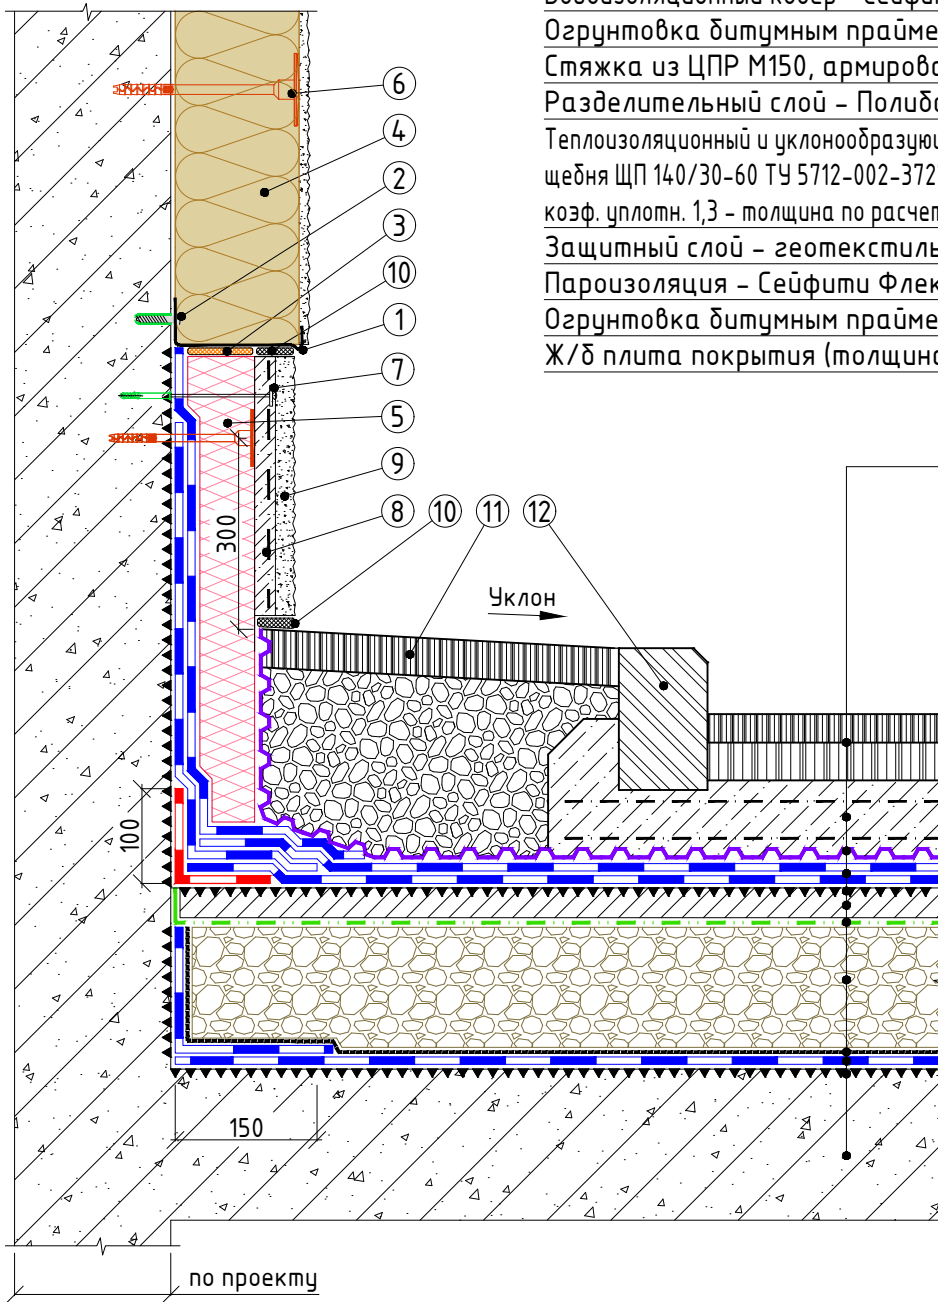 Огрунтовка битумным прайме
Стяжка из ЦПР М150, армирова
Разделительный слой – Полиба
Теплоизоляционный и уклонообразую
щебня ЩП 140/30-60 ТУ 5712-002-372
коэф. уплотн. 1,3 – толщина по расчет
Защитный слой – геотекстиль
Пароизоляция – Сейфити Флек
Огрунтовка битумным прайме
Ж/б плита покрытия (толщина
6
4
2
3
10
1
7
5
9
8
10
11
12
300
Уклон
100
150
по проекту